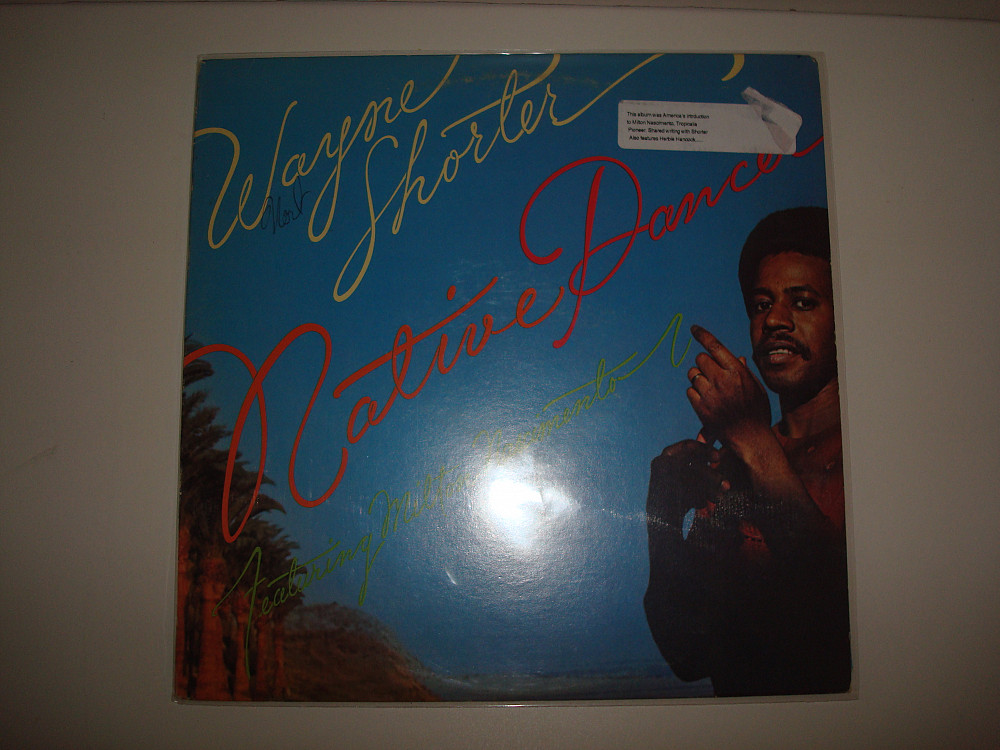 Wayne
Shorter
Native Dancer
Featuring Milton Nascimento
This album was America's introduction
to Milton Nascimento, Tropicalia
Pioneer. Shared writing with Shorter
Also features Herbie Hancock.....